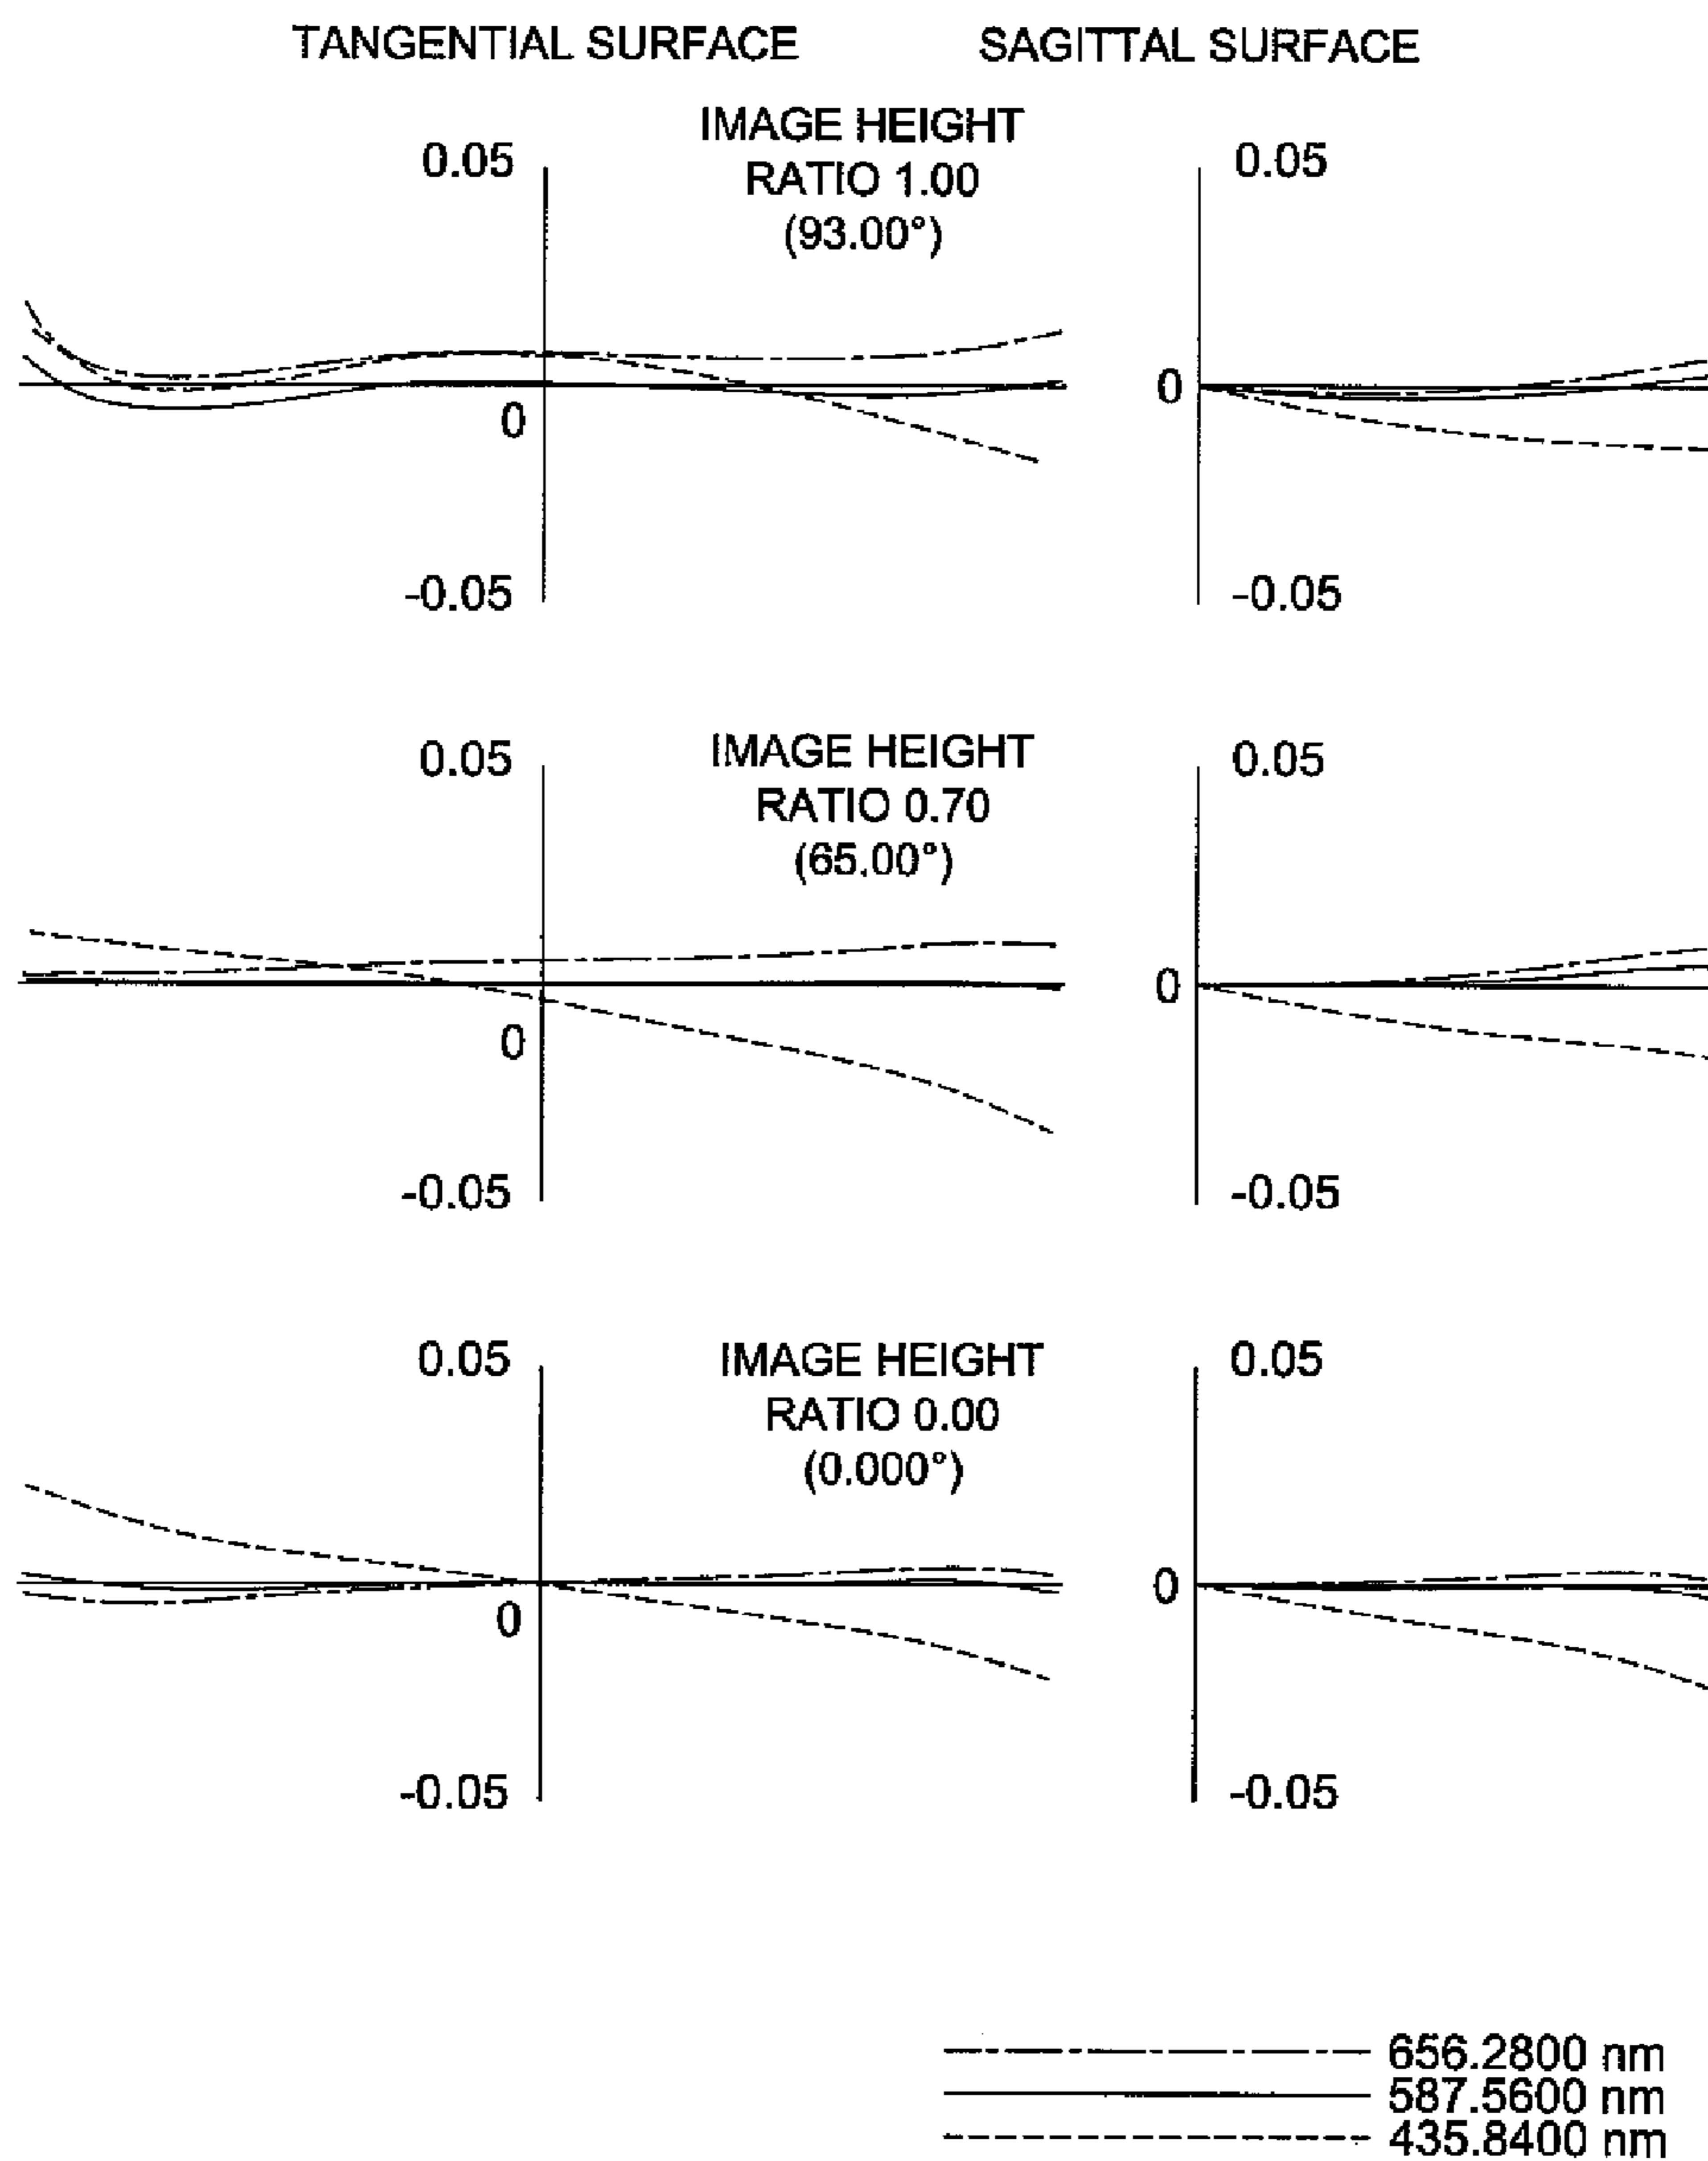 TANGENTIAL SURFACE SAGITTAL SURFACE
IMAGE HEIGHT
RATIO 1.00
(93.00°)
0.05
0
-0.05
0.05
0
-0.05
IMAGE HEIGHT
RATIO 0.70
(65.00°)
0.05
0
-0.05
0.05
0
-0.05
IMAGE HEIGHT
RATIO 0.00
(0.000°)
0.05
0
-0.05
0.05
0
-0.05
656.2800 nm
587.5600 nm
435.8400 nm